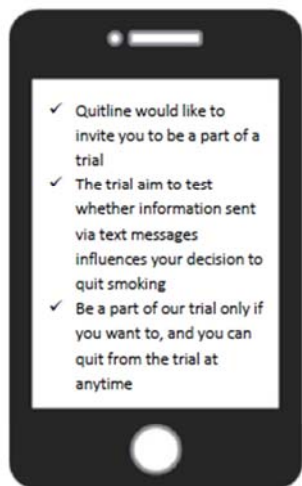 ✓ Quitline would like to
invite you to be a part of a
trial
✓ The trial aim to test
whether information sent
via text messages
influences your decision to
quit smoking
✓ Be a part of our trial only if
you want to, and you can
quit from the trial at
anytime